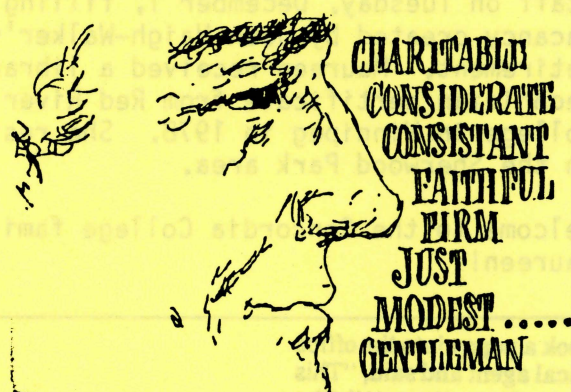 CHARITABLE
CONSIDERATE
CONSISTANT
FAITHFUL
FIRM
JUST
MODEST.....
GENTLEMAN